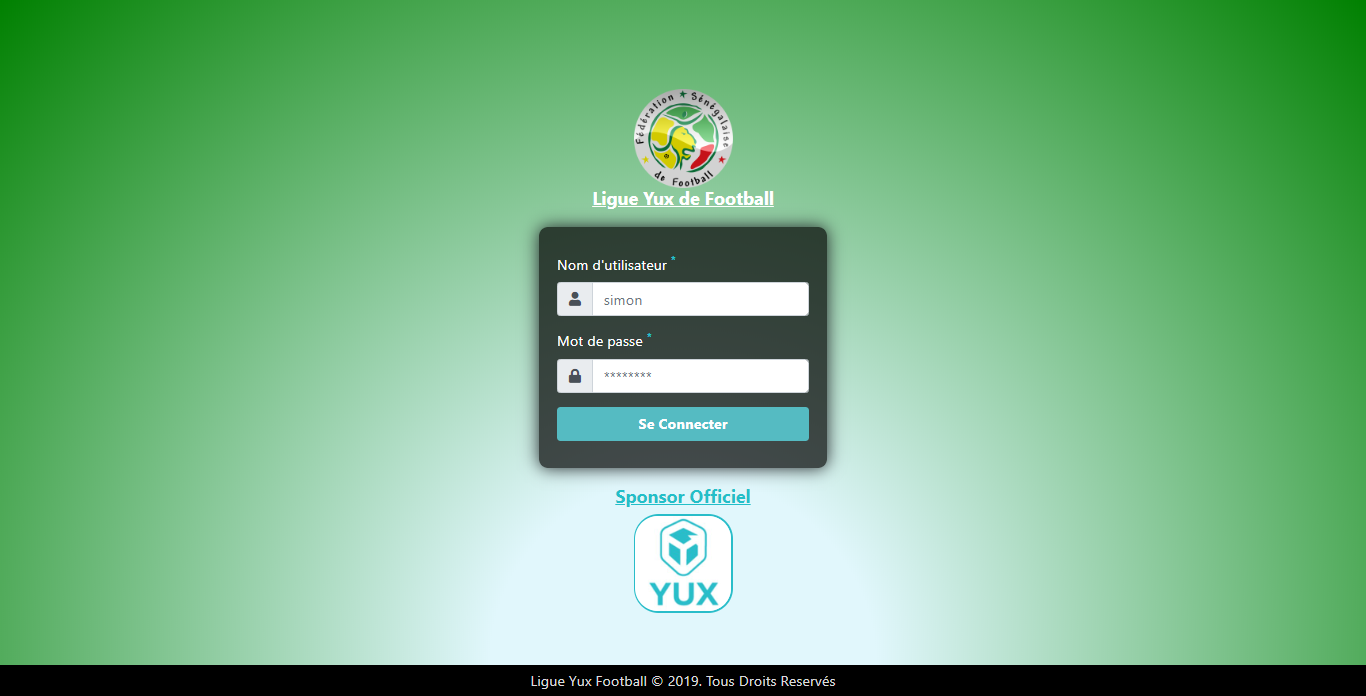 Fédération ★ Sénégalaise
★ de Football ★
Ligue Yux de Football
Nom d'utilisateur *
simon
Mot de passe *
********
Se Connecter
Sponsor Officiel
YUX
Ligue Yux Football © 2019. Tous Droits Reservés